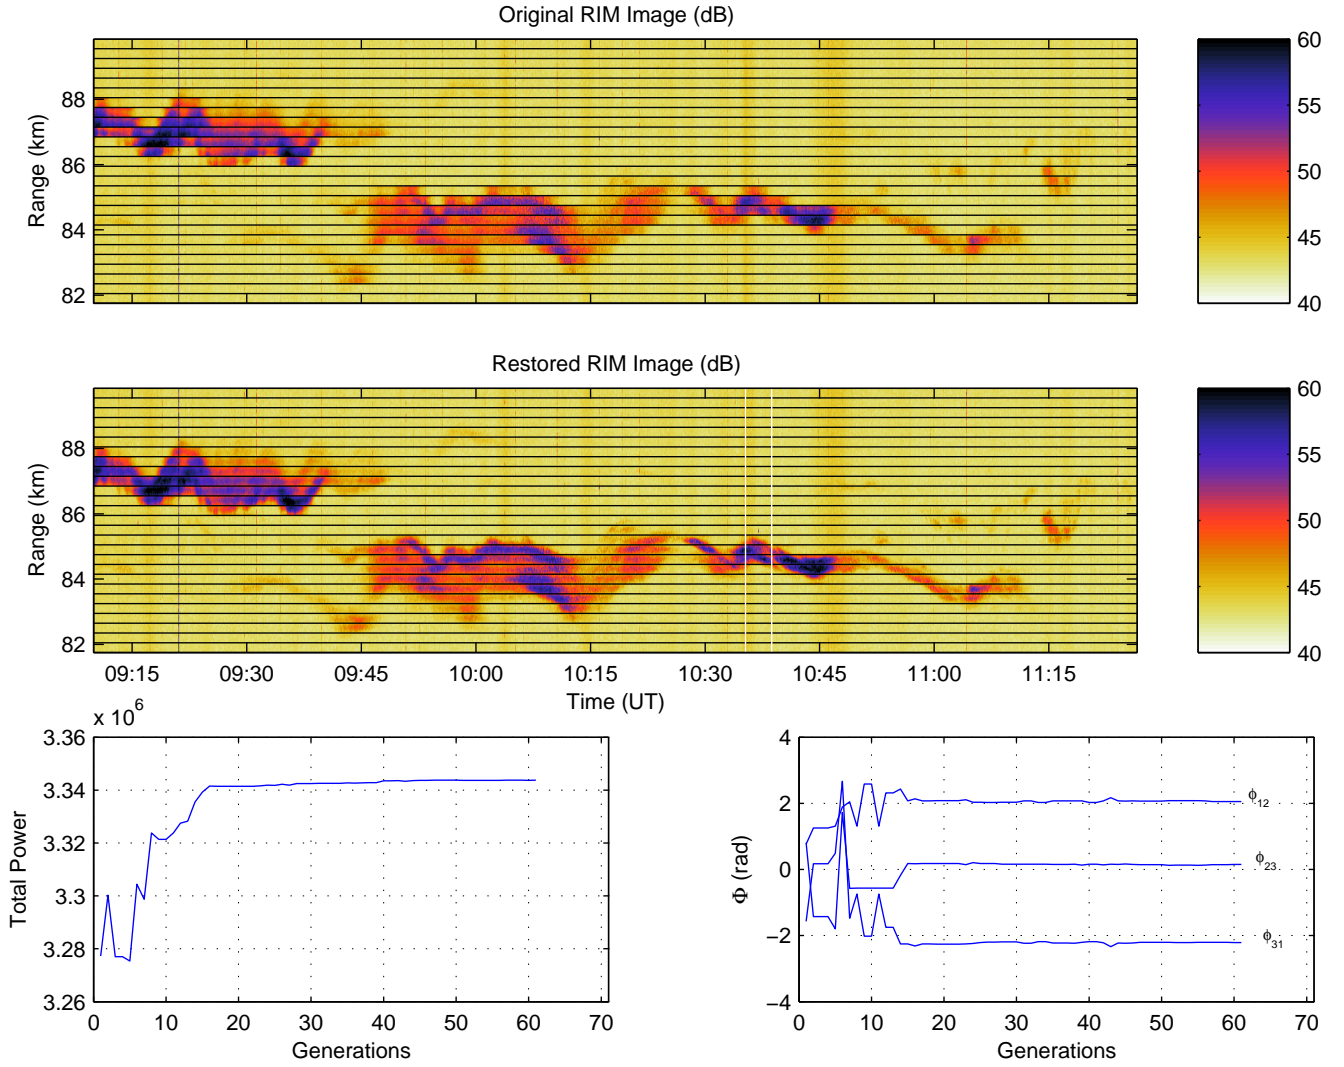 Original RIM Image (dB)
Range (km)
88
86
84
82
60
55
50
45
40
Restored RIM Image (dB)
Range (km)
88
86
84
82
60
55
50
45
40
09:15 09:30 09:45 10:00 10:15 10:30 10:45 11:00 11:15
Time (UT)
x 10^6
Total Power
3.36
3.34
3.32
3.3
3.28
3.26
0 10 20 30 40 50 60 70
Generations
Φ (rad)
4
2
0
−2
−4
ϕ12
ϕ23
ϕ31
0 10 20 30 40 50 60 70
Generations